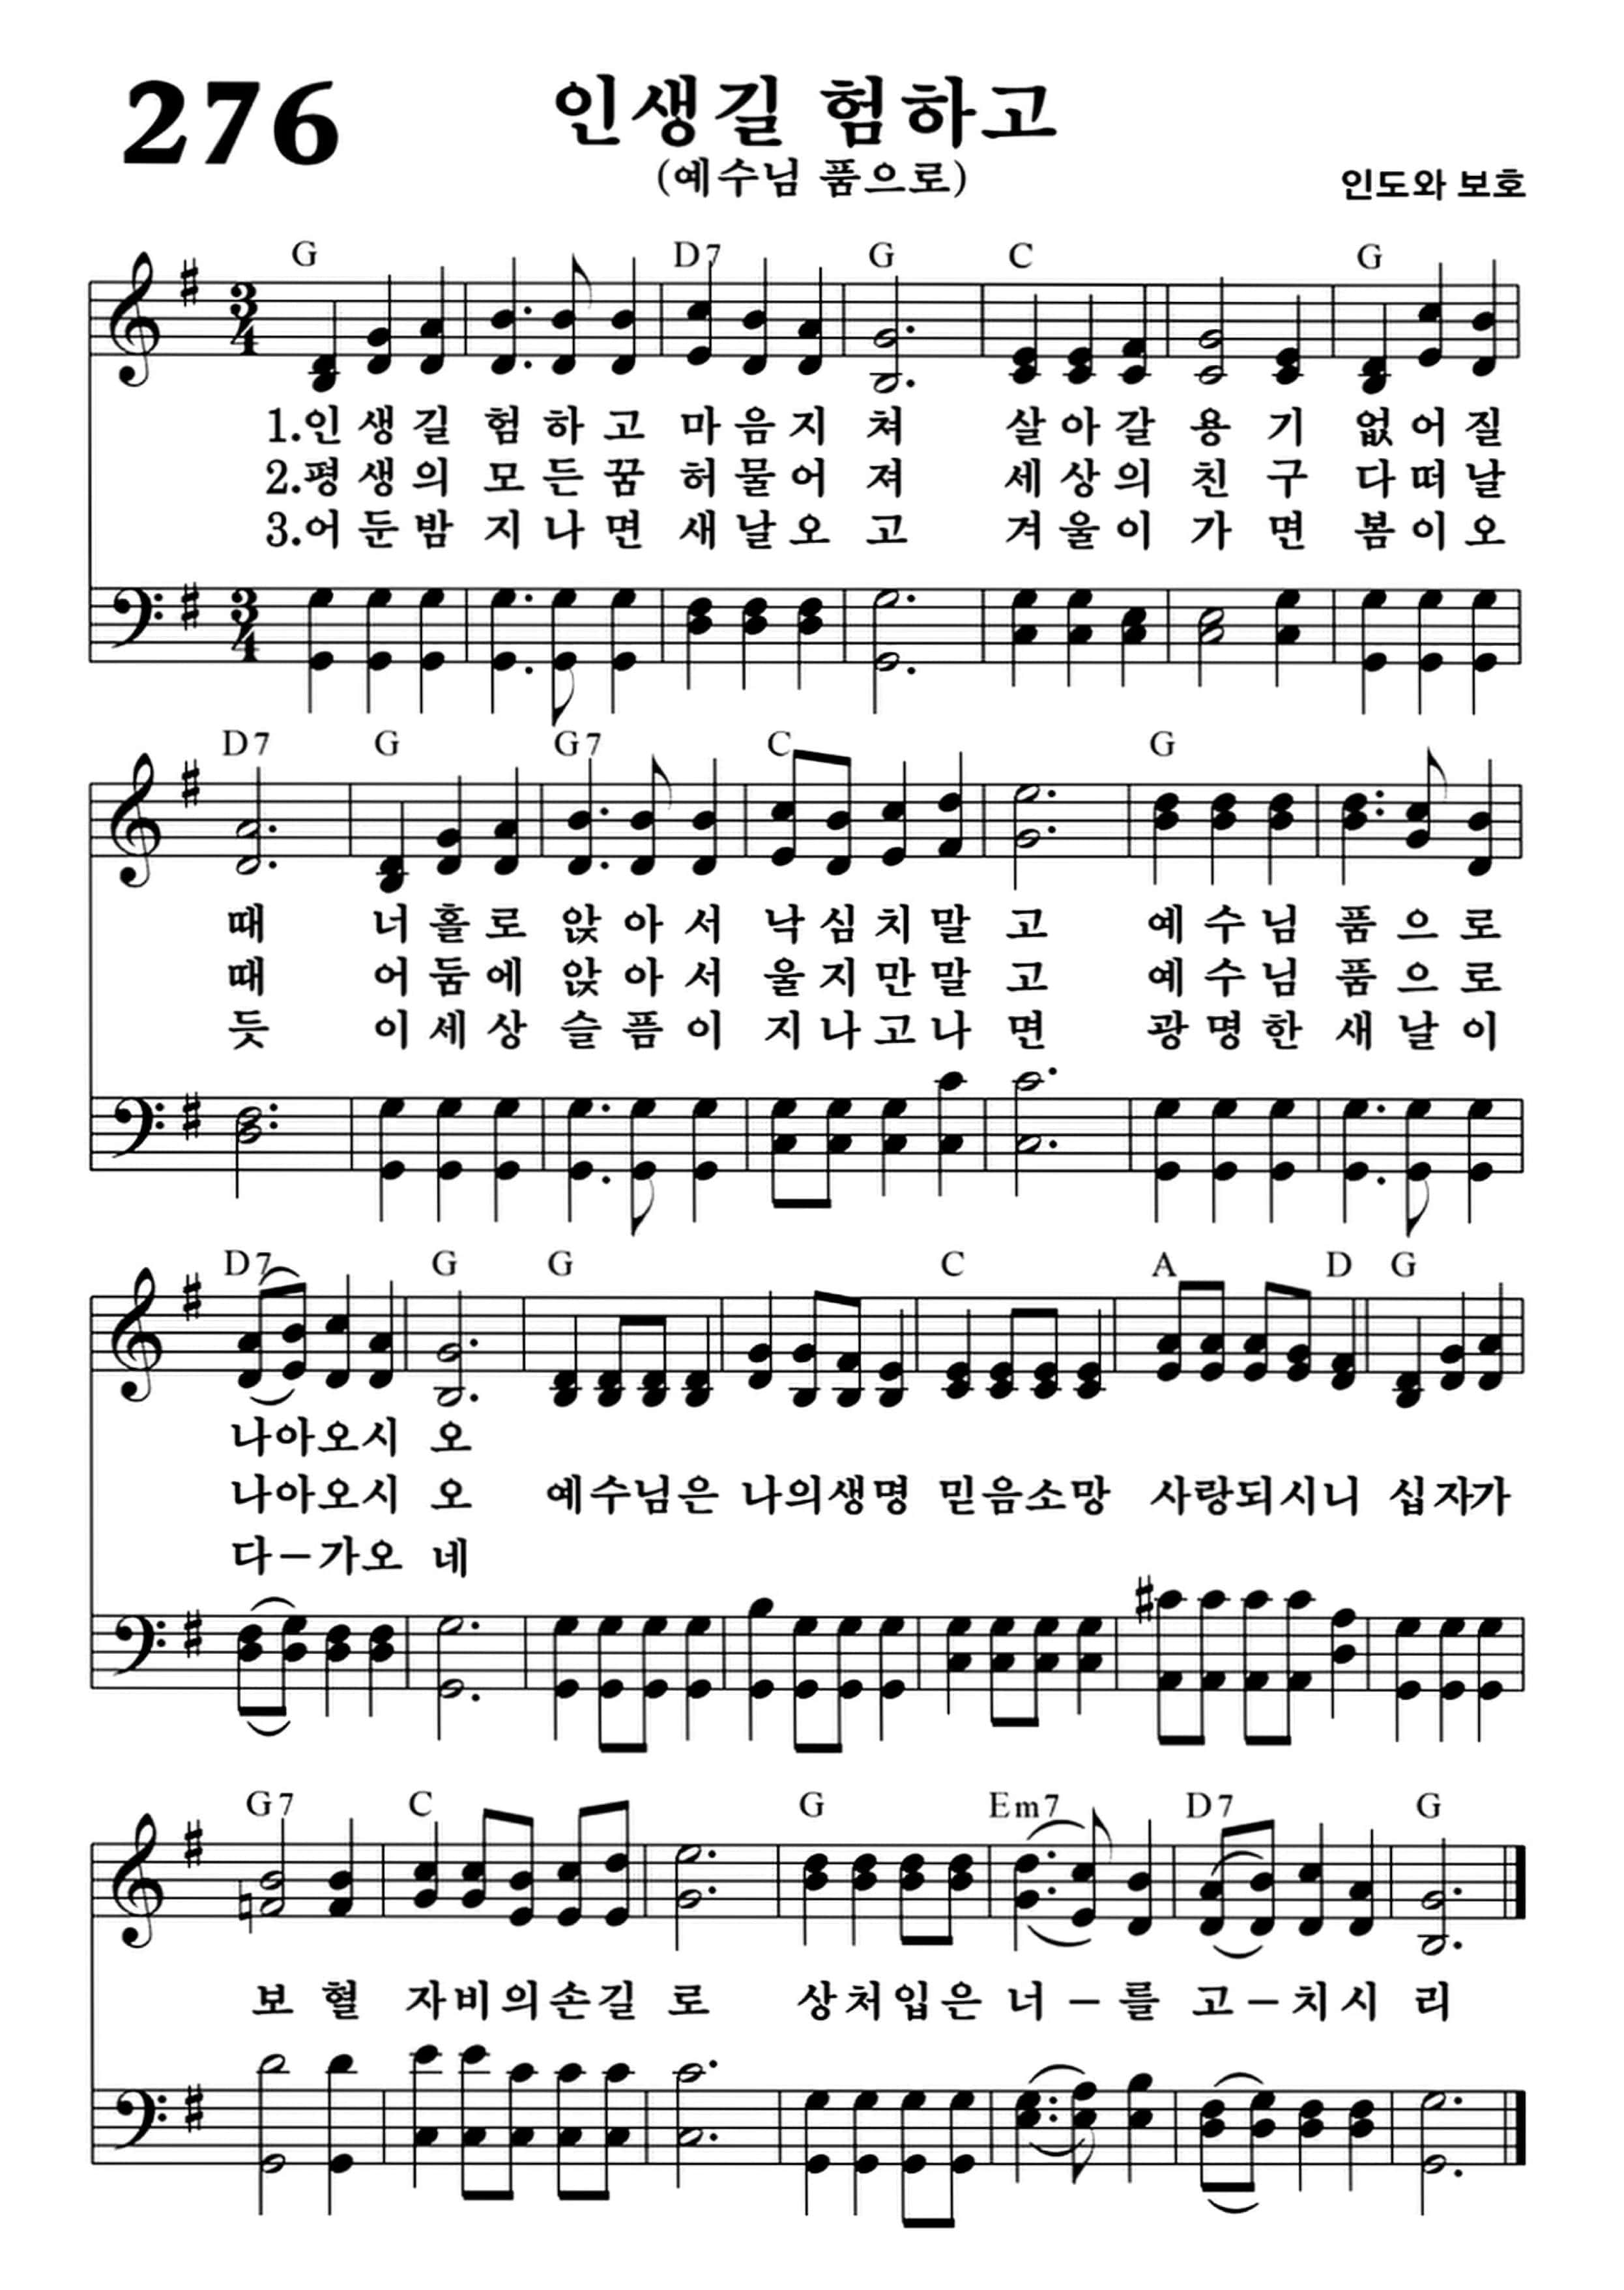 276
인생길 험하고
(예수님 품으로)
인도와 보호
G D7 G C G
3 4
1.인생길 험하고 마음지쳐 살아갈 용기 없어질
2.평생의 모든꿈 허물어져 세상의 친구 다떠날
3.어둔밤 지나면 새날오고 겨울이 가면 봄이오
3 4
D7 G G7 C G
때 너홀로 앉아서 낙심치말고 예수님 품으로
때 어둠에 앉아서 울지만말고 예수님 품으로
듯 이세상 슬픔이 지나고나면 광명한 새날이
D7 G G C A D G
나아오시오
나아오시오 예수님은 나의생명 믿음소망 사랑되시니 십자가
다-가오네
G7 C G Em7 D7 G
보혈 자비의손길로 상처입은 너-를 고-치시리